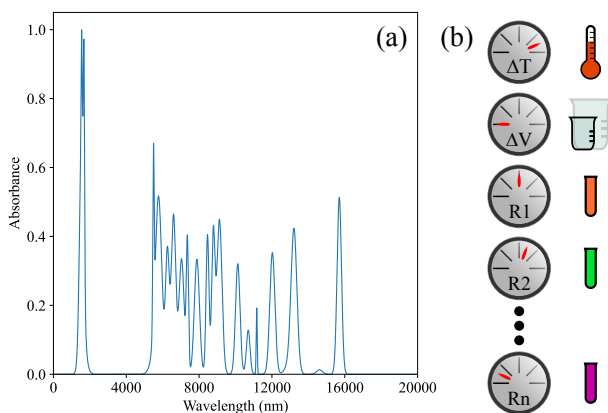 (a)
Absorbance
1.0
0.8
0.6
0.4
0.2
0.0
0
4000
8000
12000
16000
20000
Wavelength (nm)
(b)
ΔT
ΔV
R1
R2
Rn